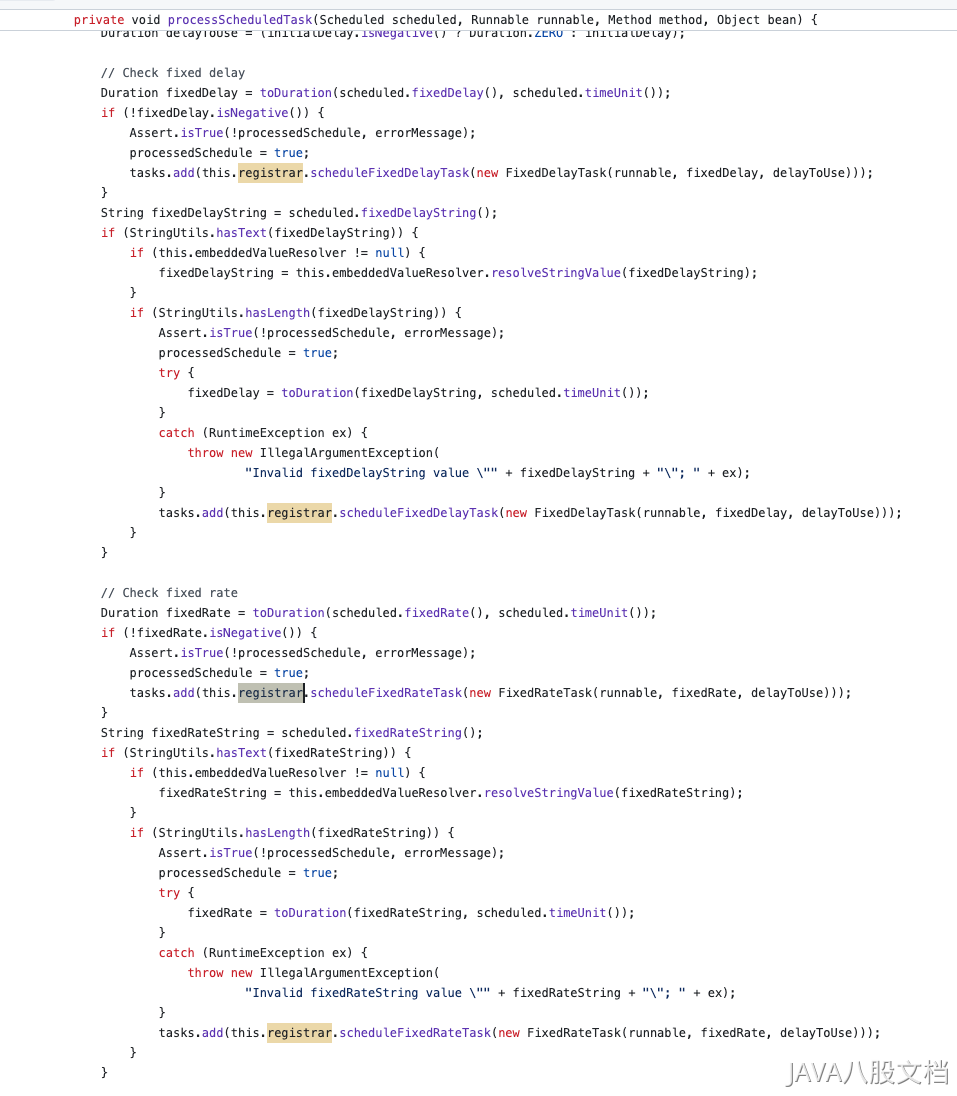 private void processScheduledTask(Scheduled scheduled, Runnable runnable, Method method, Object bean) {
Duration delayToUse = (initialDelay.isNegative() ? Duration.ZERO : initialDelay);
// Check fixed delay
Duration fixedDelay = toDuration(scheduled.fixedDelay(), scheduled.timeUnit());
if (!fixedDelay.isNegative()) {
Assert.isTrue(!processedSchedule, errorMessage);
processedSchedule = true;
tasks.add(this.registrar.scheduleFixedDelayTask(new FixedDelayTask(runnable, fixedDelay, delayToUse)));
}
String fixedDelayString = scheduled.fixedDelayString();
if (StringUtils.hasText(fixedDelayString)) {
if (this.embeddedValueResolver != null) {
fixedDelayString = this.embeddedValueResolver.resolveStringValue(fixedDelayString);
}
if (StringUtils.hasLength(fixedDelayString)) {
Assert.isTrue(!processedSchedule, errorMessage);
processedSchedule = true;
try {
fixedDelay = toDuration(fixedDelayString, scheduled.timeUnit());
}
catch (RuntimeException ex) {
throw new IllegalArgumentException(
"Invalid fixedDelayString value \"" + fixedDelayString + "\"; " + ex);
}
tasks.add(this.registrar.scheduleFixedDelayTask(new FixedDelayTask(runnable, fixedDelay, delayToUse)));
}
}
// Check fixed rate
Duration fixedRate = toDuration(scheduled.fixedRate(), scheduled.timeUnit());
if (!fixedRate.isNegative()) {
Assert.isTrue(!processedSchedule, errorMessage);
processedSchedule = true;
tasks.add(this.registrar.scheduleFixedRateTask(new FixedRateTask(runnable, fixedRate, delayToUse)));
}
String fixedRateString = scheduled.fixedRateString();
if (StringUtils.hasText(fixedRateString)) {
if (this.embeddedValueResolver != null) {
fixedRateString = this.embeddedValueResolver.resolveStringValue(fixedRateString);
}
if (StringUtils.hasLength(fixedRateString)) {
Assert.isTrue(!processedSchedule, errorMessage);
processedSchedule = true;
try {
fixedRate = toDuration(fixedRateString, scheduled.timeUnit());
}
catch (RuntimeException ex) {
throw new IllegalArgumentException(
"Invalid fixedRateString value \"" + fixedRateString + "\"; " + ex);
}
tasks.add(this.registrar.scheduleFixedRateTask(new FixedRateTask(runnable, fixedRate, delayToUse)));
}
}
JAVA八股文档